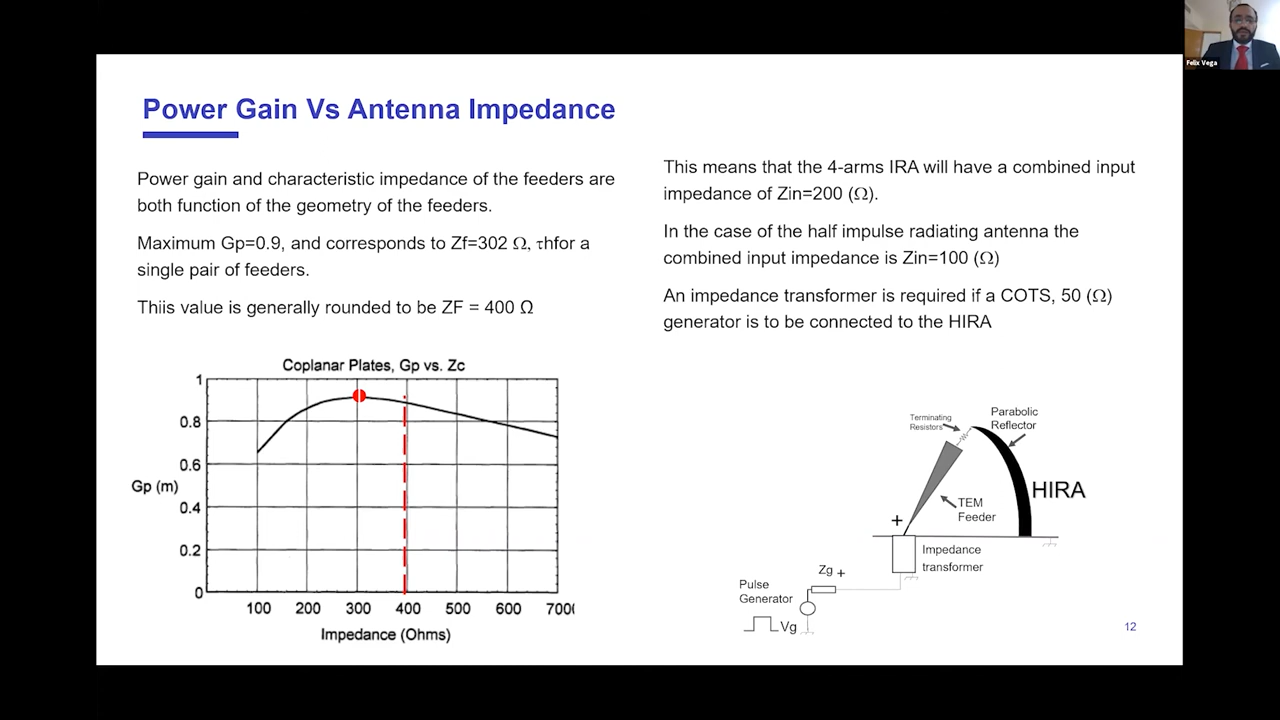 Felix Vega
Power Gain Vs Antenna Impedance
Power gain and characteristic impedance of the feeders are
both function of the geometry of the feeders.
Maximum Gp=0.9, and corresponds to Zf=302 Ω, τhfor a
single pair of feeders.
Thiis value is generally rounded to be ZF = 400 Ω
This means that the 4-arms IRA will have a combined input
impedance of Zin=200 (Ω).
In the case of the half impulse radiating antenna the
combined input impedance is Zin=100 (Ω)
An impedance transformer is required if a COTS, 50 (Ω)
generator is to be connected to the HIRA
Coplanar Plates, Gp vs. Zc
1
0.8
0.6
Gp (m)
0.4
0.2
0
100 200 300 400 500 600 700
Impedance (Ohms)
Terminating
Resistors
Parabolic
Reflector
HIRA
TEM
Feeder
+
Impedance
transformer
Zg +
Pulse
Generator
Vg
12